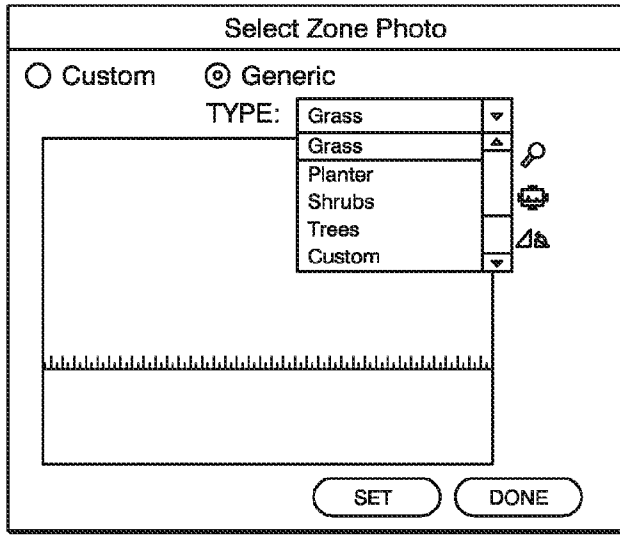 Select Zone Photo
Custom Generic
TYPE: Grass
Grass
Planter
Shrubs
Trees
Custom
SET DONE